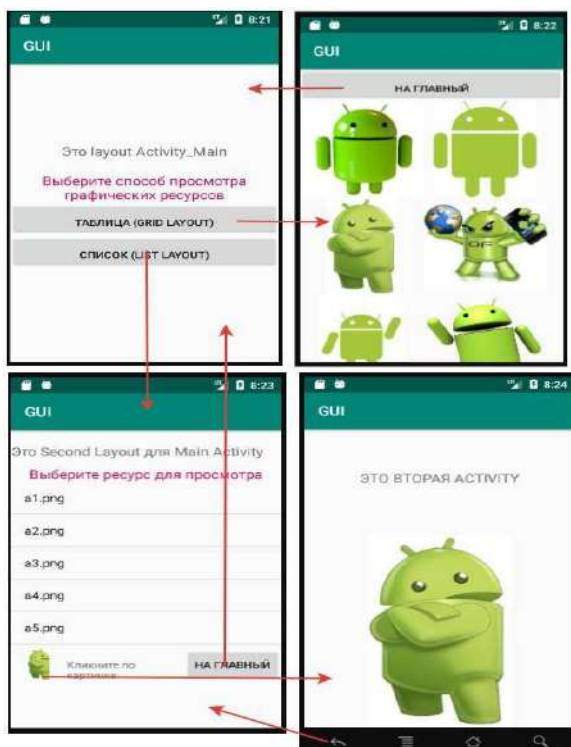 8:21
GUI
Это layout Activity_Main
Выберите способ просмотра
графических ресурсов
ТАБЛИЦА (GRID LAYOUT)
СПИСОК (LIST LAYOUT)
8:22
GUI
НА ГЛАВНЫЙ
8:23
GUI
Это Second Layout для Main Activity
Выберите ресурс для просмотра
a1.png
a2.png
a3.png
a4.png
a5.png
Кликните по
картинке
НА ГЛАВНЫЙ
8:24
GUI
ЭТО ВТОРАЯ ACTIVITY